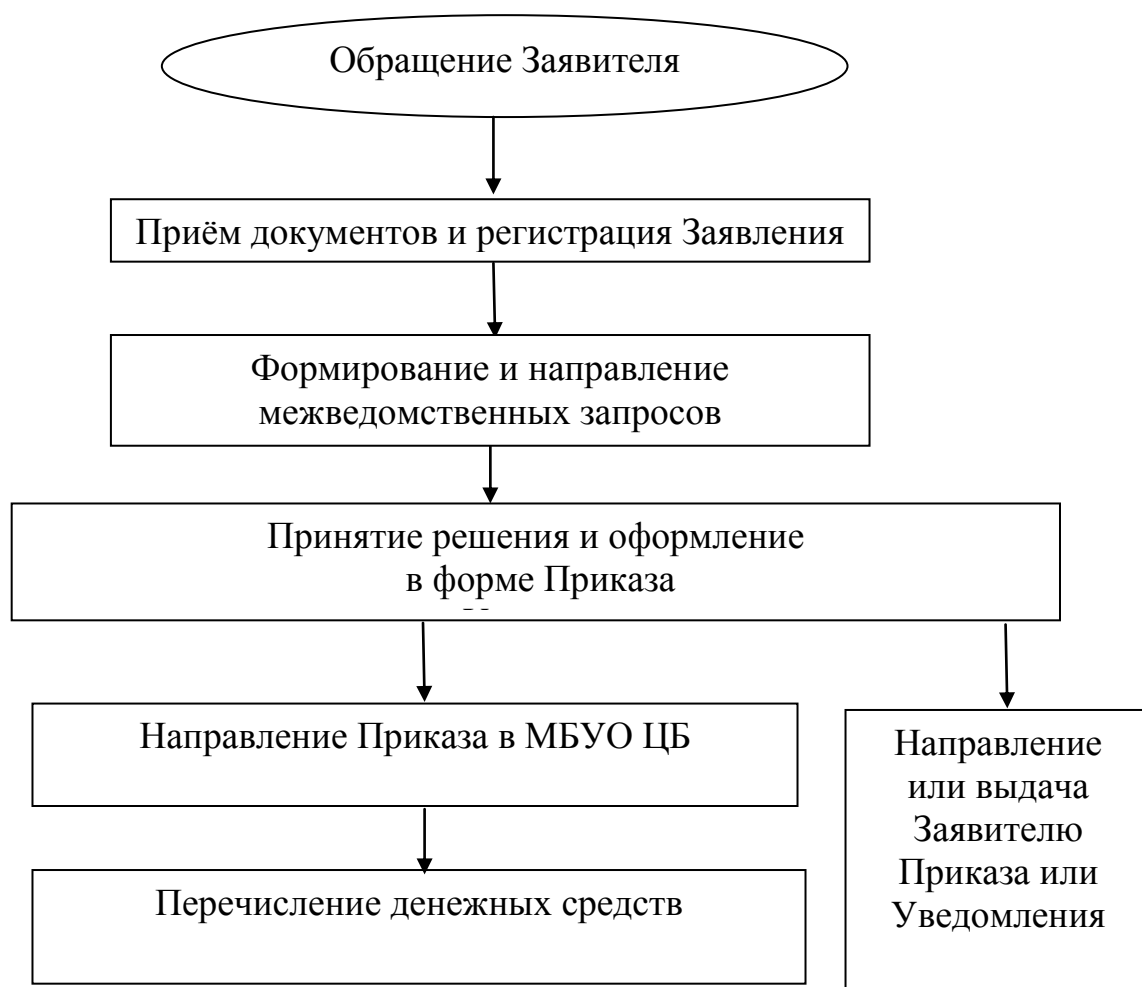 Обращение Заявителя
Приём документов и регистрация Заявления
Формирование и направление
межведомственных запросов
Принятие решения и оформление
в форме Приказа
Направление Приказа в МБУО ЦБ
Перечисление денежных средств
Направление
или выдача
Заявителю
Приказа или
Уведомления